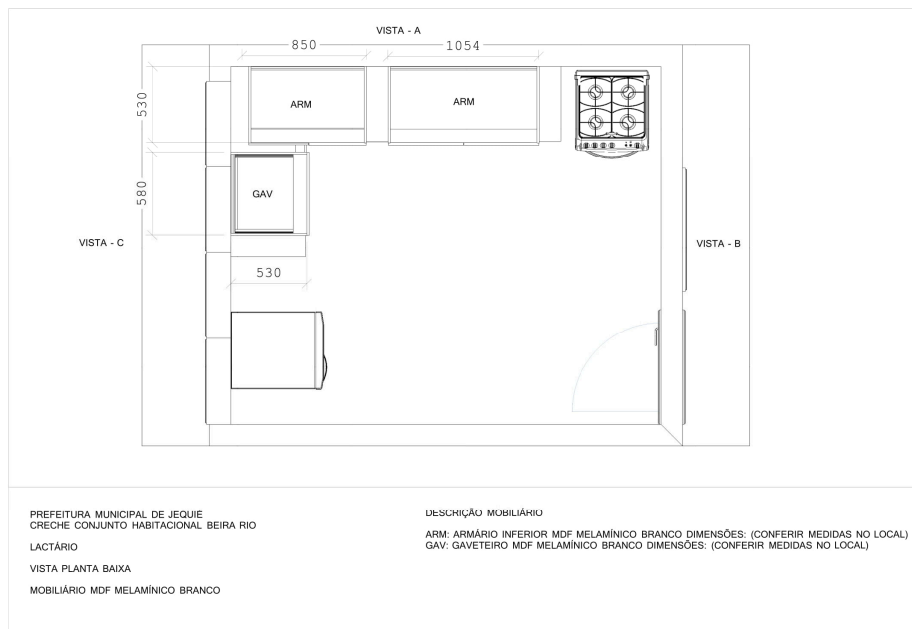 VISTA - A
850
1054
530
ARM
ARM
580
GAV
VISTA - C
VISTA - B
530
PREFEITURA MUNICIPAL DE JEQUIE
CRECHE CONJUNTO HABITACIONAL BEIRA RIO
LACTÁRIO
VISTA PLANTA BAIXA
MOBILIÁRIO MDF MELAMÍNICO BRANCO
DESCRIÇÃO MOBILIÁRIO
ARM: ARMÁRIO INFERIOR MDF MELAMÍNICO BRANCO DIMENSÕES: (CONFERIR MEDIDAS NO LOCAL)
GAV: GAVETEIRO MDF MELAMÍNICO BRANCO DIMENSÕES: (CONFERIR MEDIDAS NO LOCAL)